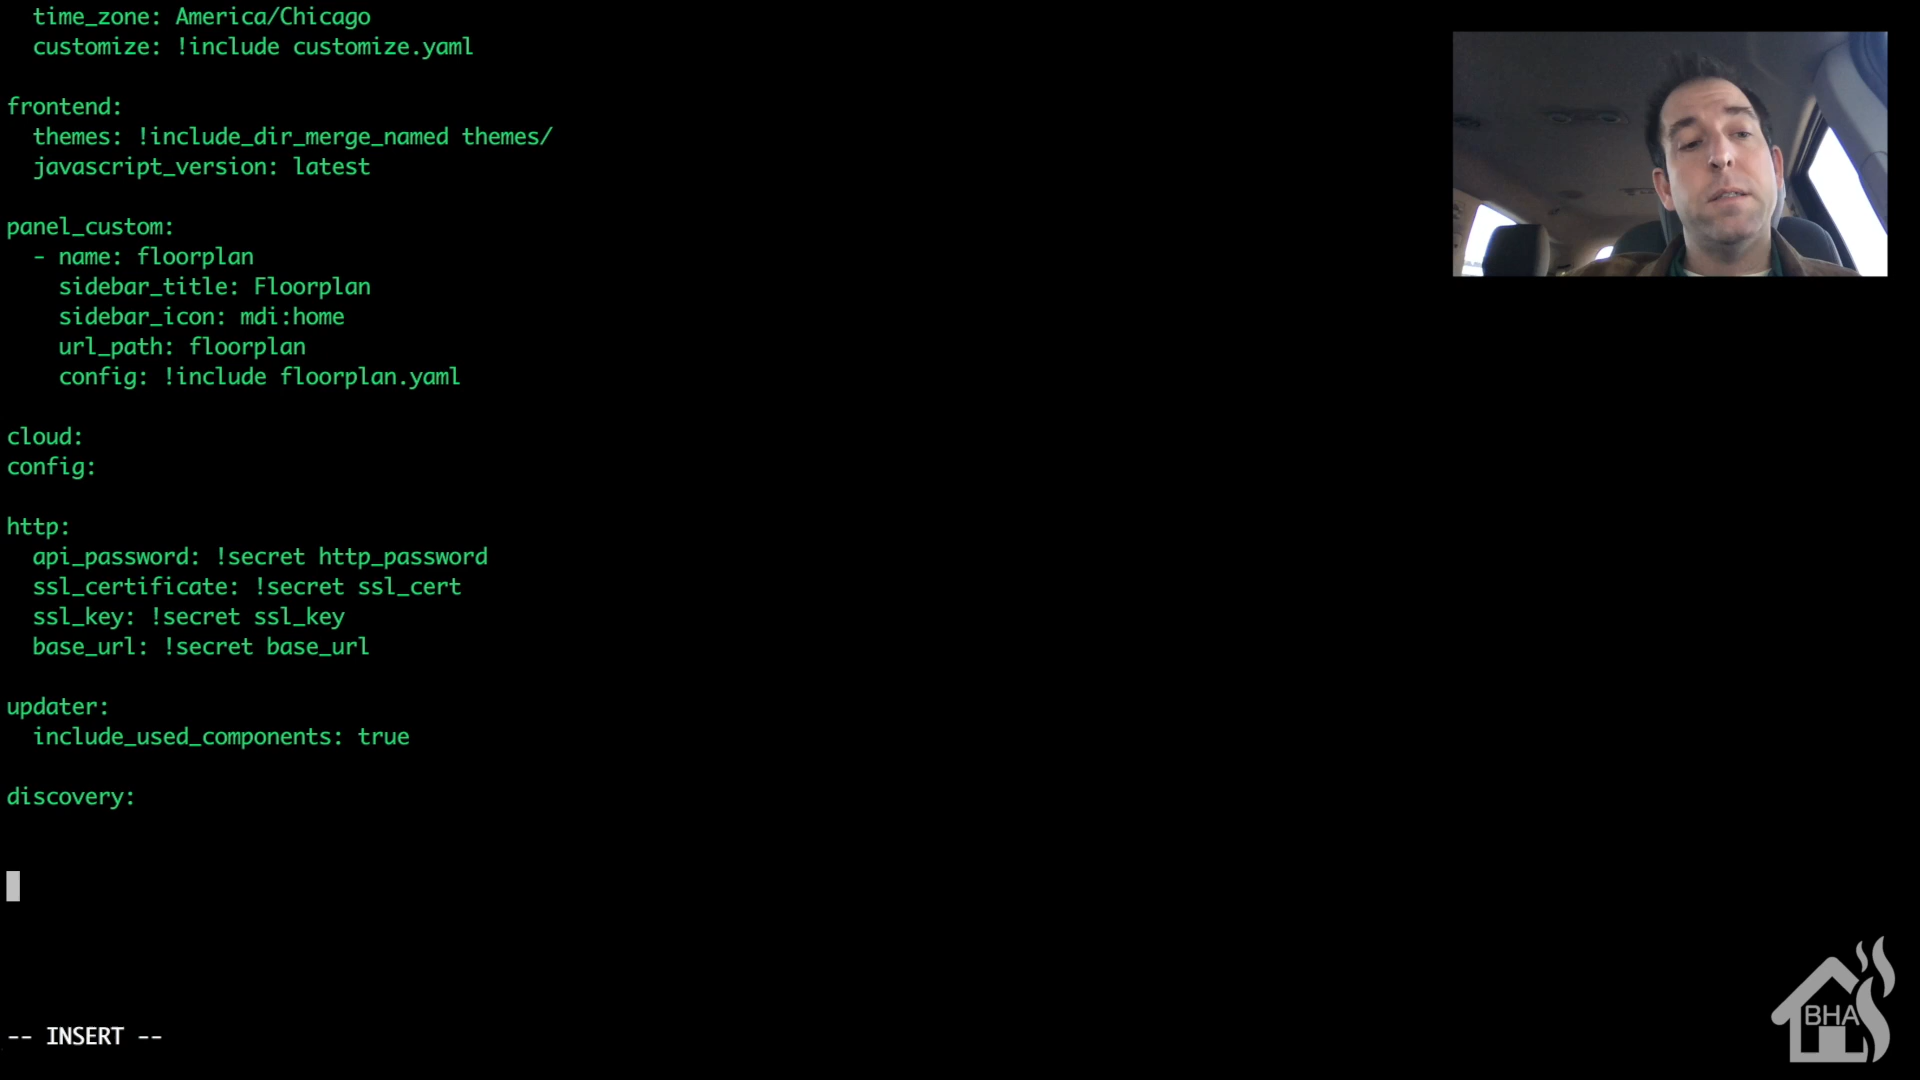 time_zone: America/Chicago
customize: !include customize.yaml
frontend:
themes: !include_dir_merge_named themes/
javascript_version: latest
panel_custom:
- name: floorplan
sidebar_title: Floorplan
sidebar_icon: mdi:home
url_path: floorplan
config: !include floorplan.yaml
cloud:
config:
http:
api_password: !secret http_password
ssl_certificate: !secret ssl_cert
ssl_key: !secret ssl_key
base_url: !secret base_url
updater:
include_used_components: true
discovery:
-- INSERT --
BHA